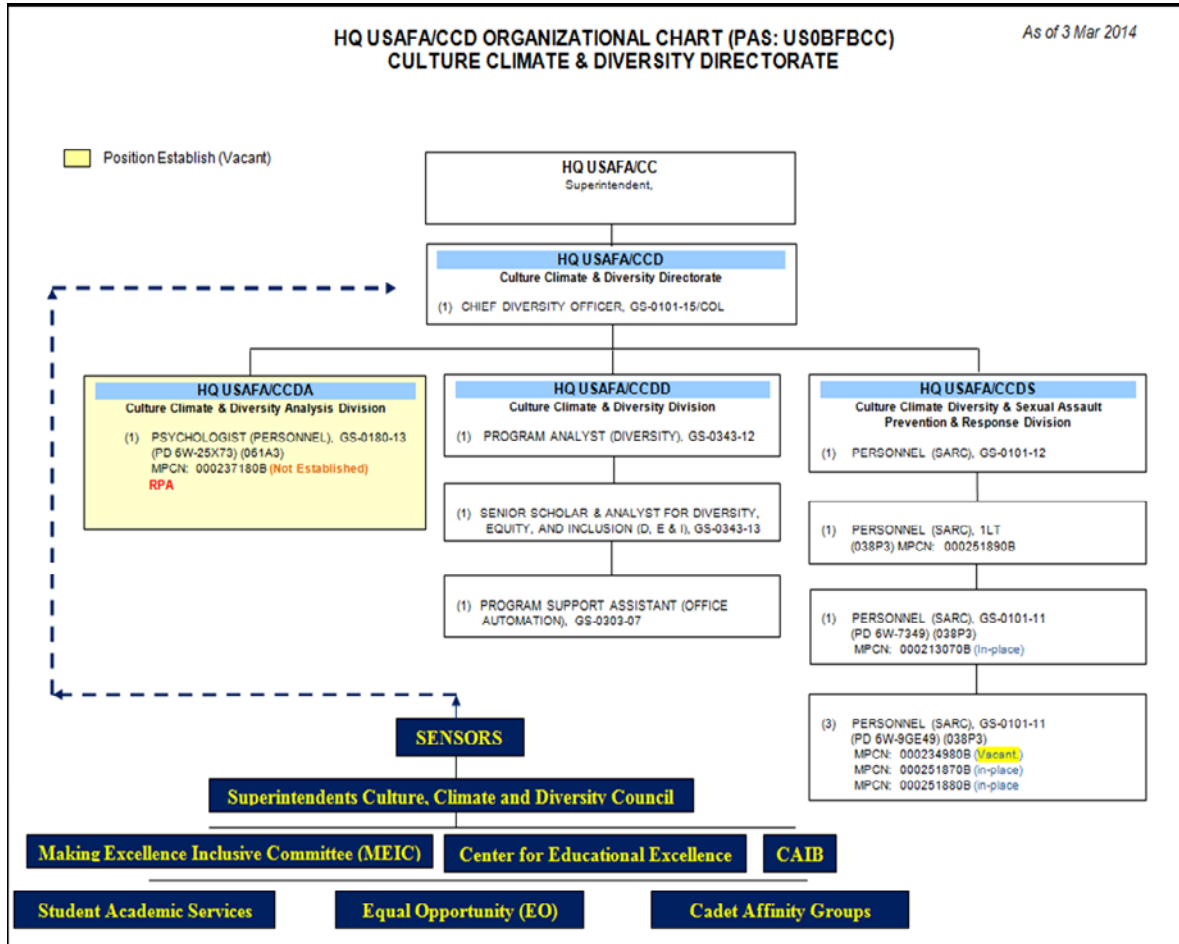 HQ USAFA/CCD ORGANIZATIONAL CHART (PAS: US0BFBCC)
CULTURE CLIMATE & DIVERSITY DIRECTORATE
As of 3 Mar 2014
Position Establish (Vacant)
HQ USAFA/CC
Superintendent,
HQ USAFA/CCD
Culture Climate & Diversity Directorate
(1) CHIEF DIVERSITY OFFICER, GS-0101-15/COL
HQ USAFA/CCDA
Culture Climate & Diversity Analysis Division
(1) PSYCHOLOGIST (PERSONNEL), GS-0180-13
(PD 6W-25X73) (061A3)
MPCN: 000237180B (Not Established)
RPA
HQ USAFA/CCDD
Culture Climate & Diversity Division
(1) PROGRAM ANALYST (DIVERSITY), GS-0343-12
(1) SENIOR SCHOLAR & ANALYST FOR DIVERSITY,
EQUITY, AND INCLUSION (D, E & I), GS-0343-13
(1) PROGRAM SUPPORT ASSISTANT (OFFICE
AUTOMATION), GS-0303-07
HQ USAFA/CCDS
Culture Climate Diversity & Sexual Assault
Prevention & Response Division
(1) PERSONNEL (SARC), GS-0101-12
(1) PERSONNEL (SARC), 1LT
(038P3) MPCN: 000251890B
(1) PERSONNEL (SARC), GS-0101-11
(PD 6W-7349) (038P3)
MPCN: 000213070B (In-place)
(3) PERSONNEL (SARC), GS-0101-11
(PD 6W-9GE49) (038P3)
MPCN: 000234980B (Vacant.)
MPCN: 000251870B (in-place)
MPCN: 000251880B (in-place
SENSORS
Superintendents Culture, Climate and Diversity Council
Making Excellence Inclusive Committee (MEIC)
Center for Educational Excellence
CAIB
Student Academic Services
Equal Opportunity (EO)
Cadet Affinity Groups